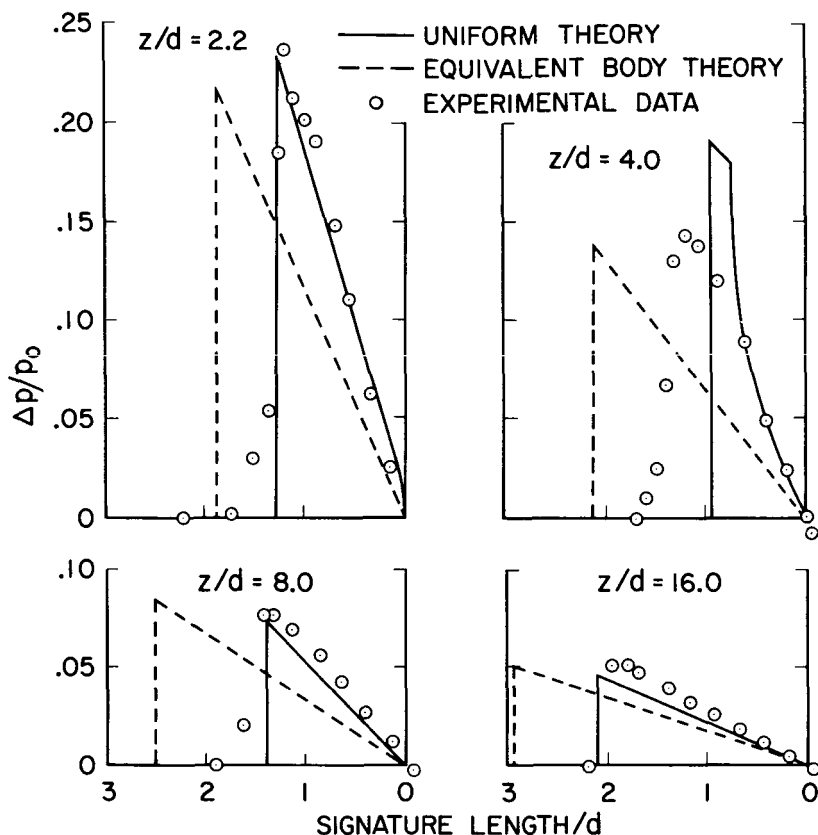 z/d = 2.2
UNIFORM THEORY
EQUIVALENT BODY THEORY
EXPERIMENTAL DATA
z/d = 4.0
.25
.20
.15
.10
.05
0
Δp/p₀
z/d = 8.0
z/d = 16.0
.10
.05
0
3 2 1 0
3 2 1 0
SIGNATURE LENGTH/d